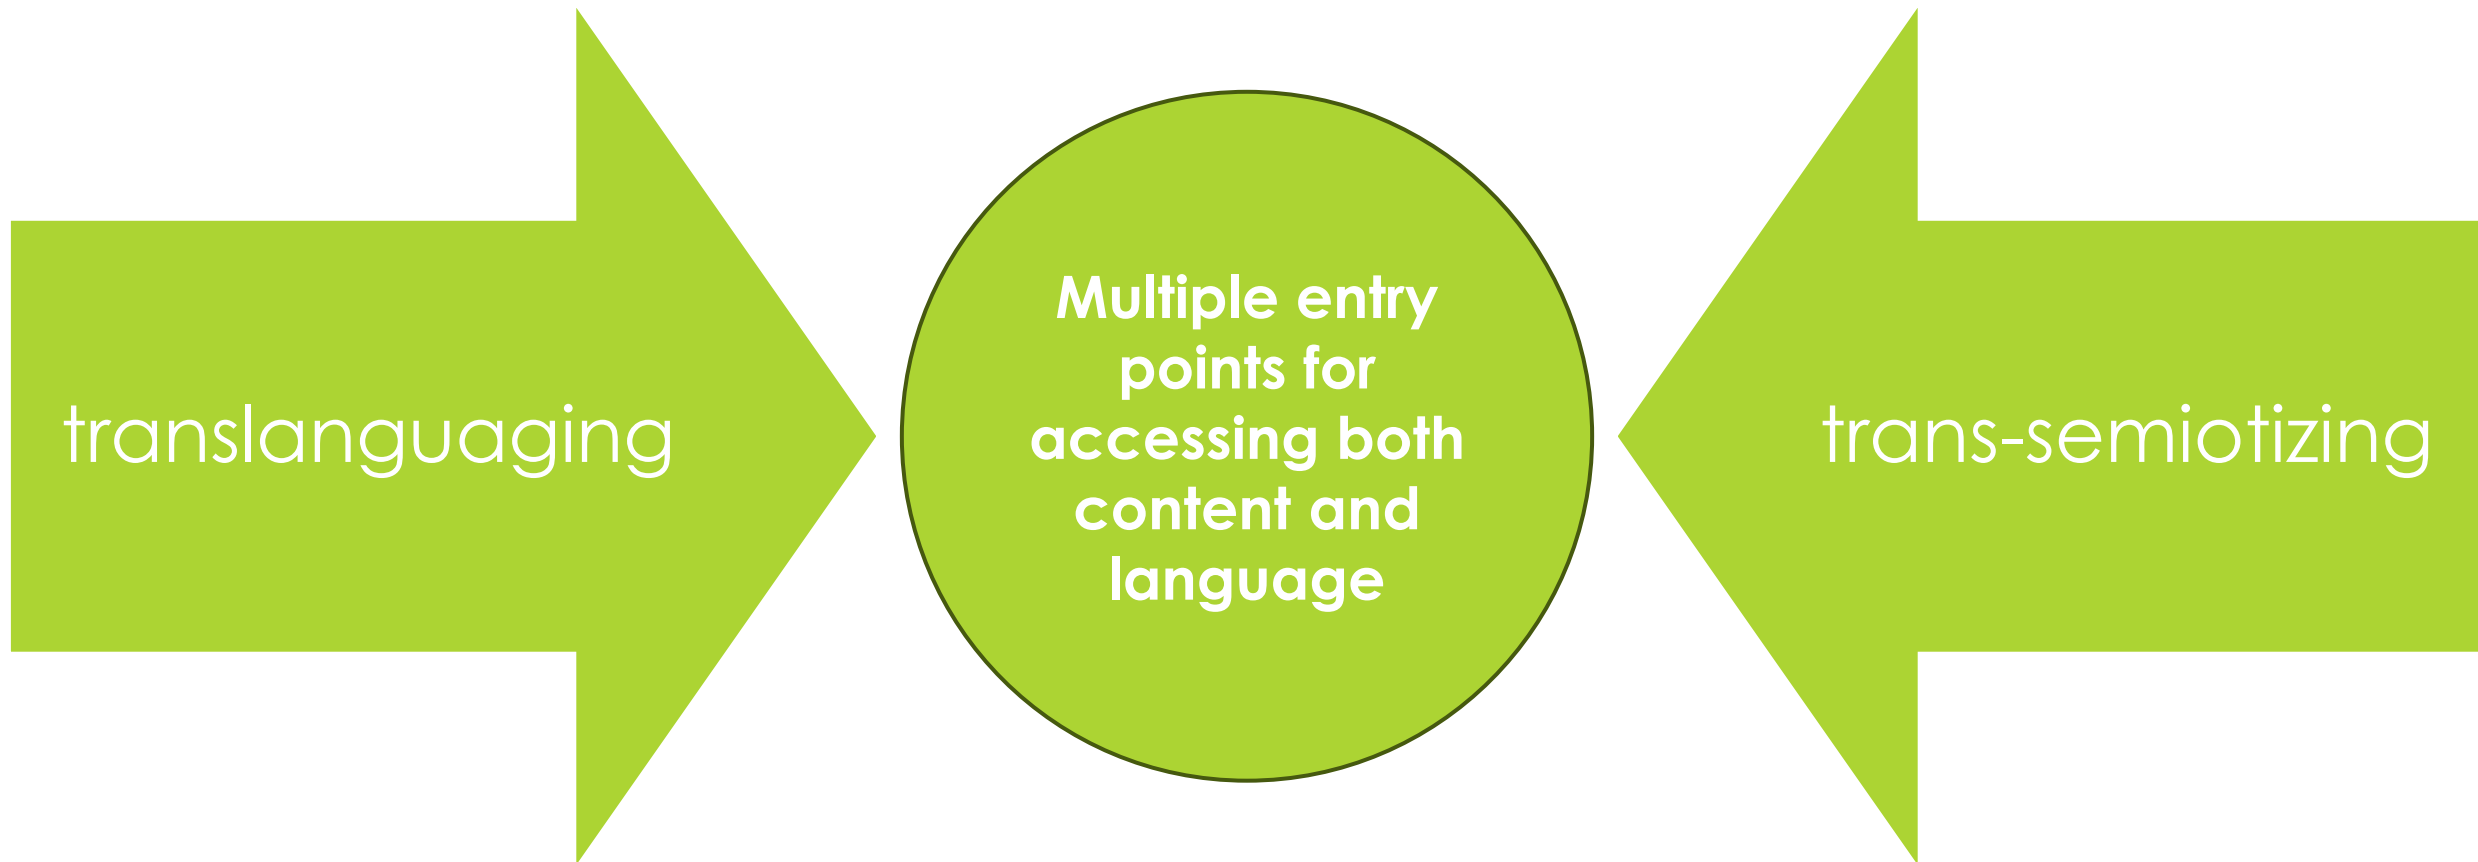 translanguaging
Multiple entry
points for
accessing both
content and
language
trans-semiotizing